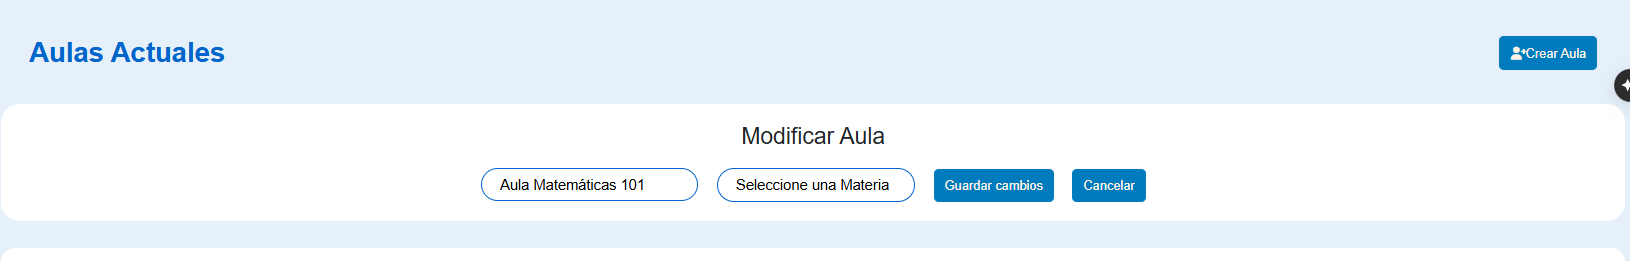 Aulas Actuales
Crear Aula
Modificar Aula
Aula Matemáticas 101
Seleccione una Materia
Guardar cambios
Cancelar